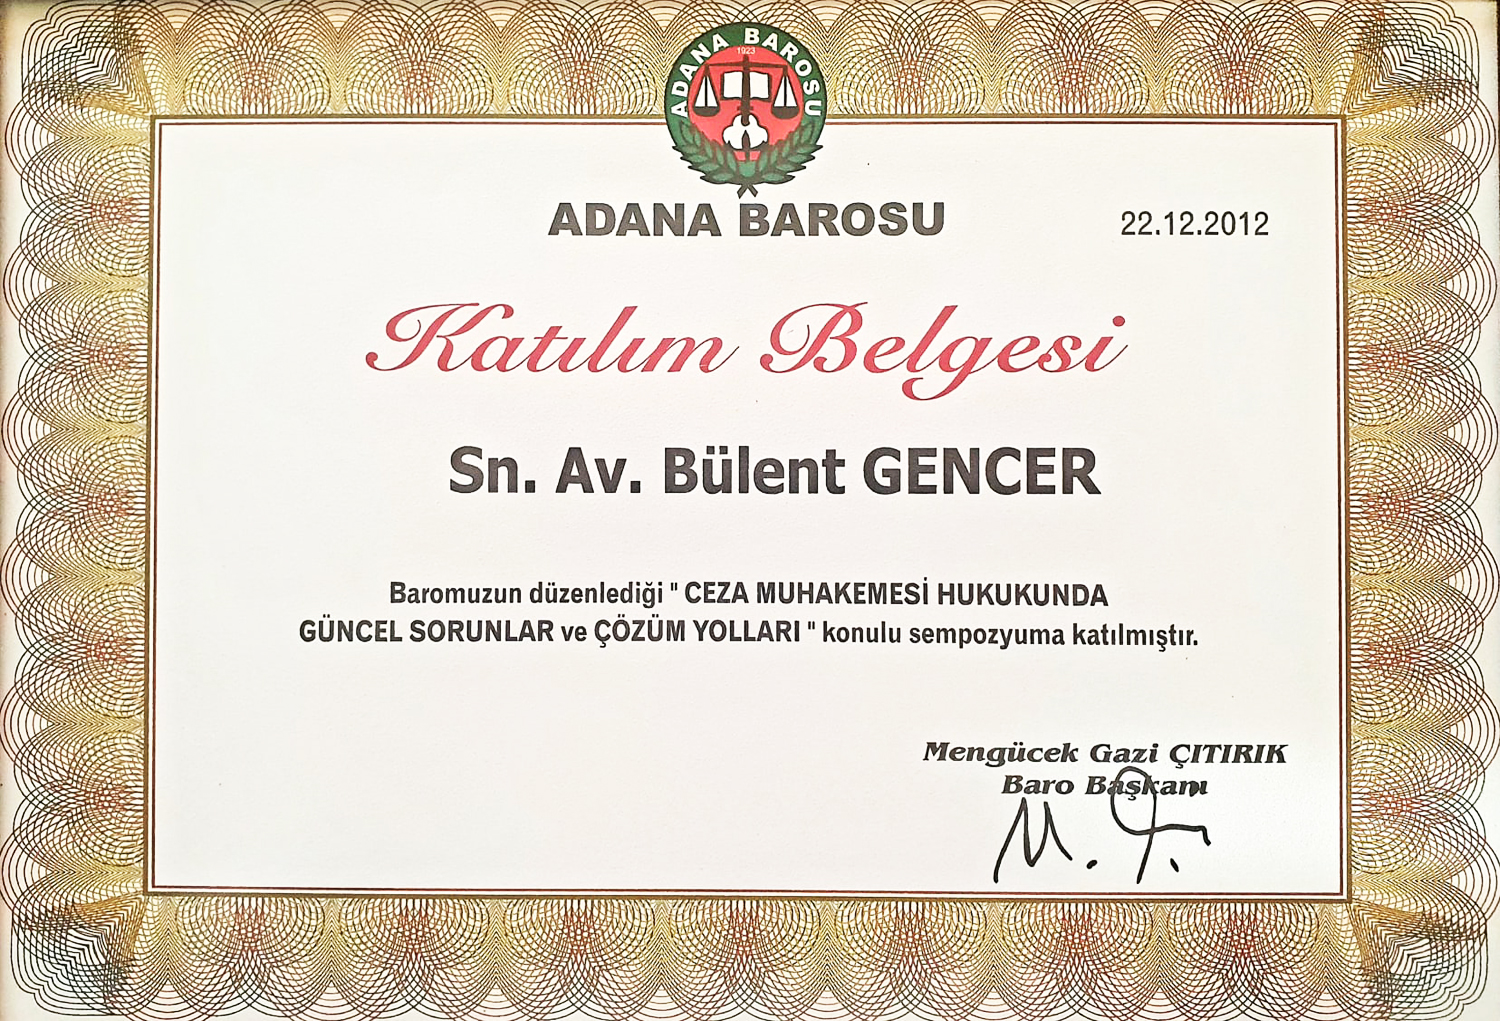 ADANA BAROSU
1923
ADANA BAROSU
22.12.2012
Katılım Belgesi
Sn. Av. Bülent GENCER
Baromuzun düzenlediği " CEZA MUHAKEMESİ HUKUKUNDA
GÜNCEL SORUNLAR ve ÇÖZÜM YOLLARI " konulu sempozyuma katılmıştır.
Mengücek Gazi ÇITIRIK
Baro Başkanı